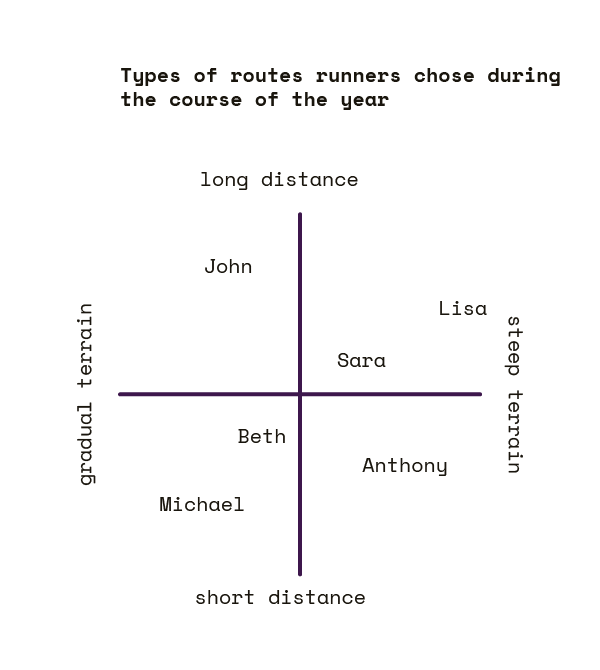 Types of routes runners chose during
the course of the year
long distance
John
Lisa
Sara
gradual terrain
steep terrain
Beth
Anthony
Michael
short distance